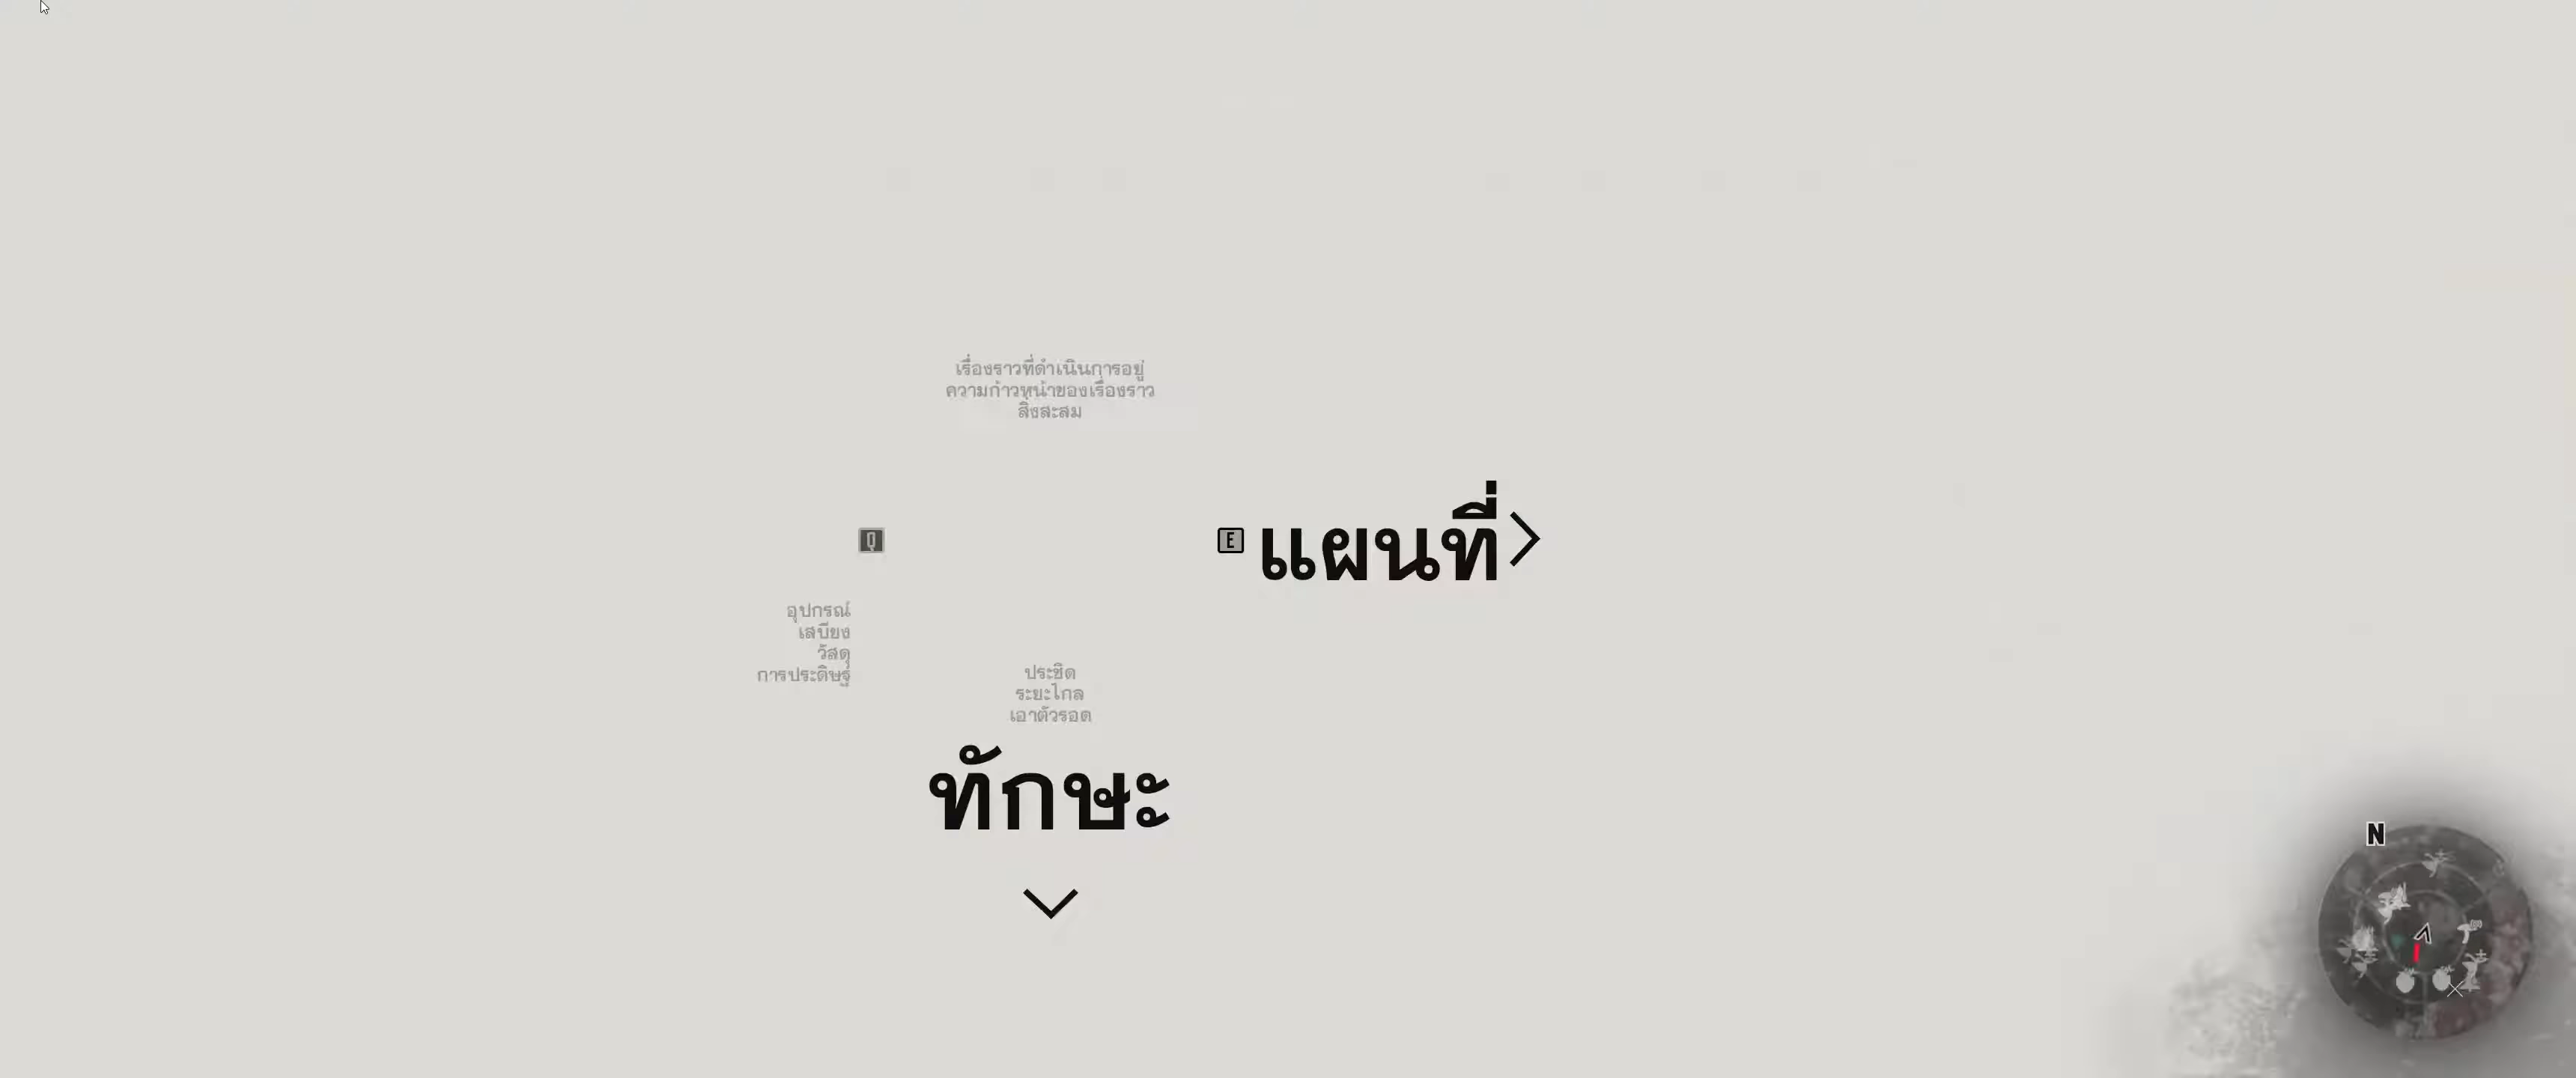 เรื่องราวที่ดำเนินการอยู่
ความก้าวหน้าของเรื่องราว
สิ่งสะสม
Q
E แผนที่
อุปกรณ์
เสบียง
วัสดุ
การประดิษฐ์
ประชิด
ระยะไกล
เอาตัวรอด
ทักษะ
N